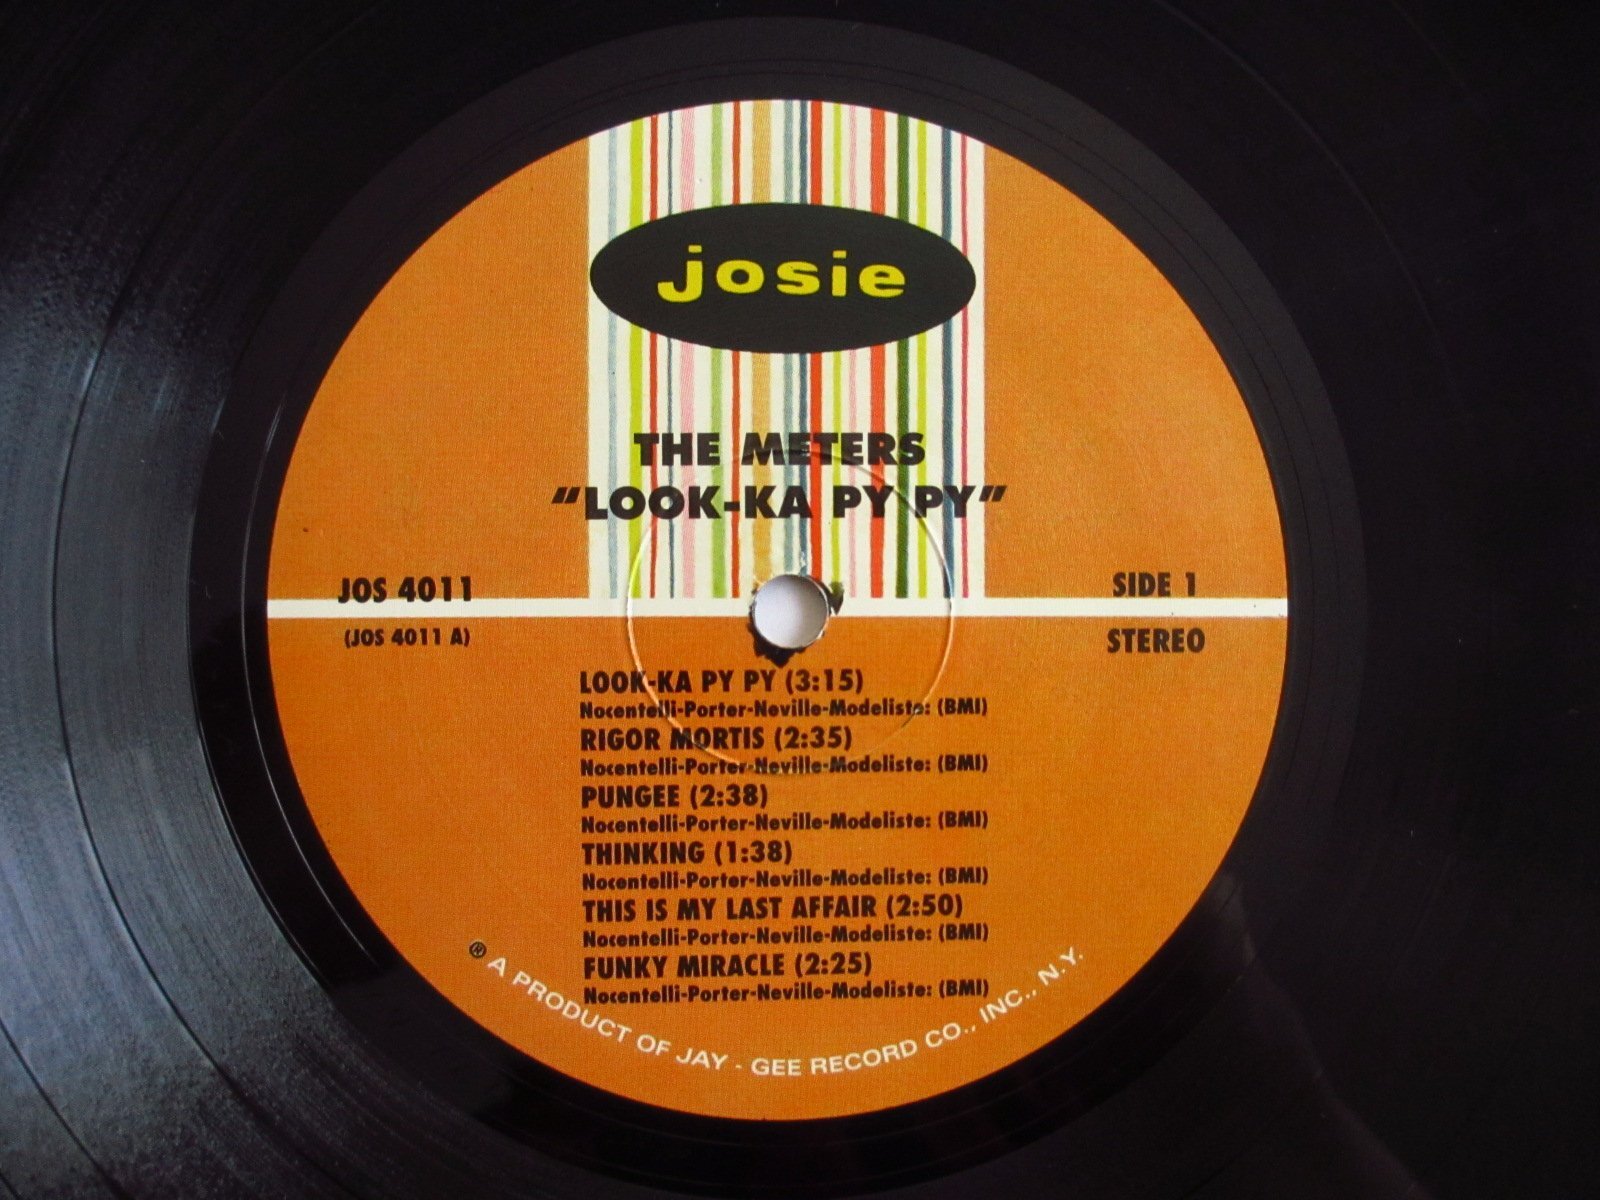 josie
THE METERS
"LOOK-KA PY PY"
JOS 4011
SIDE 1
(JOS 4011 A)
STEREO
LOOK-KA PY PY (3:15)
Nocentelli-Porter-Neville-Modeliste: (BMI)
RIGOR MORTIS (2:35)
Nocentelli-Porter-Neville-Modeliste: (BMI)
PUNGEE (2:38)
Nocentelli-Porter-Neville-Modeliste: (BMI)
THINKING (1:38)
Nocentelli-Porter-Neville-Modeliste: (BMI)
THIS IS MY LAST AFFAIR (2:50)
Nocentelli-Porter-Neville-Modeliste: (BMI)
FUNKY MIRACLE (2:25)
Nocentelli-Porter-Neville-Modeliste: (BMI)
® A PRODUCT OF JAY - GEE RECORD CO., INC., N.Y.